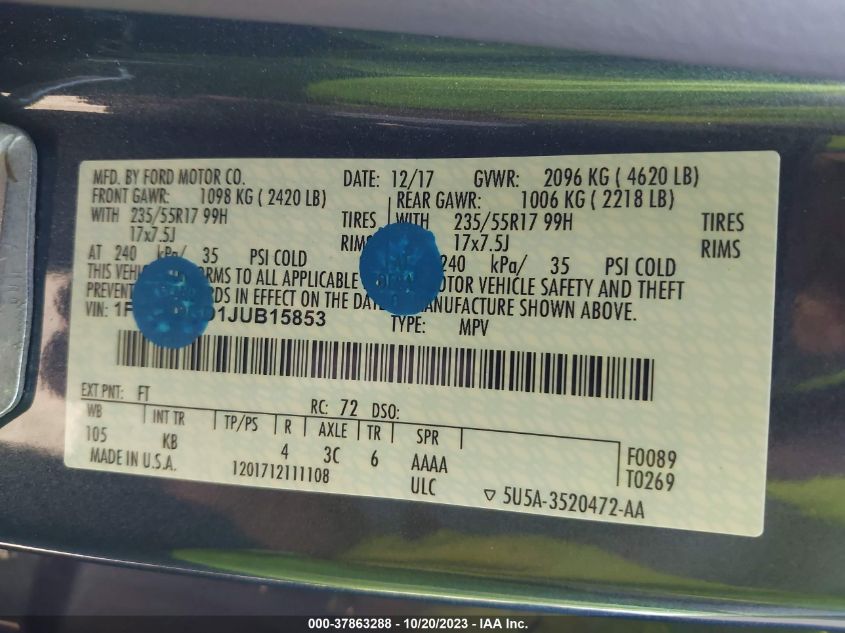 MFD. BY FORD MOTOR CO. DATE: 12/17 GVWR: 2096 KG ( 4620 LB)
FRONT GAWR: 1098 KG ( 2420 LB) REAR GAWR: 1006 KG ( 2218 LB)
WITH 235/55R17 99H TIRES WITH 235/55R17 99H TIRES
17x7.5J RIMS 17x7.5J RIMS
AT 240 kPa/ 35 PSI COLD 240 kPa/ 35 PSI COLD
THIS TO ALL APPLICABLE MOTOR VEHICLE SAFETY AND THEFT
IN EFFECT ON THE MANUFACTURE SHOWN ABOVE.
VIN: 1F D1JUB15853 TYPE: MPV
EXT PNT: FT RC: 72 DSO:
WB INT TR TP/PS R AXLE TR SPR
105 KB 4 3C 6 AAAA F0089
MADE IN U.S.A. 1201712111108 ULC T0269
▽ 5U5A-3520472-AA
000-37863288 - 10/20/2023 - IAA Inc.